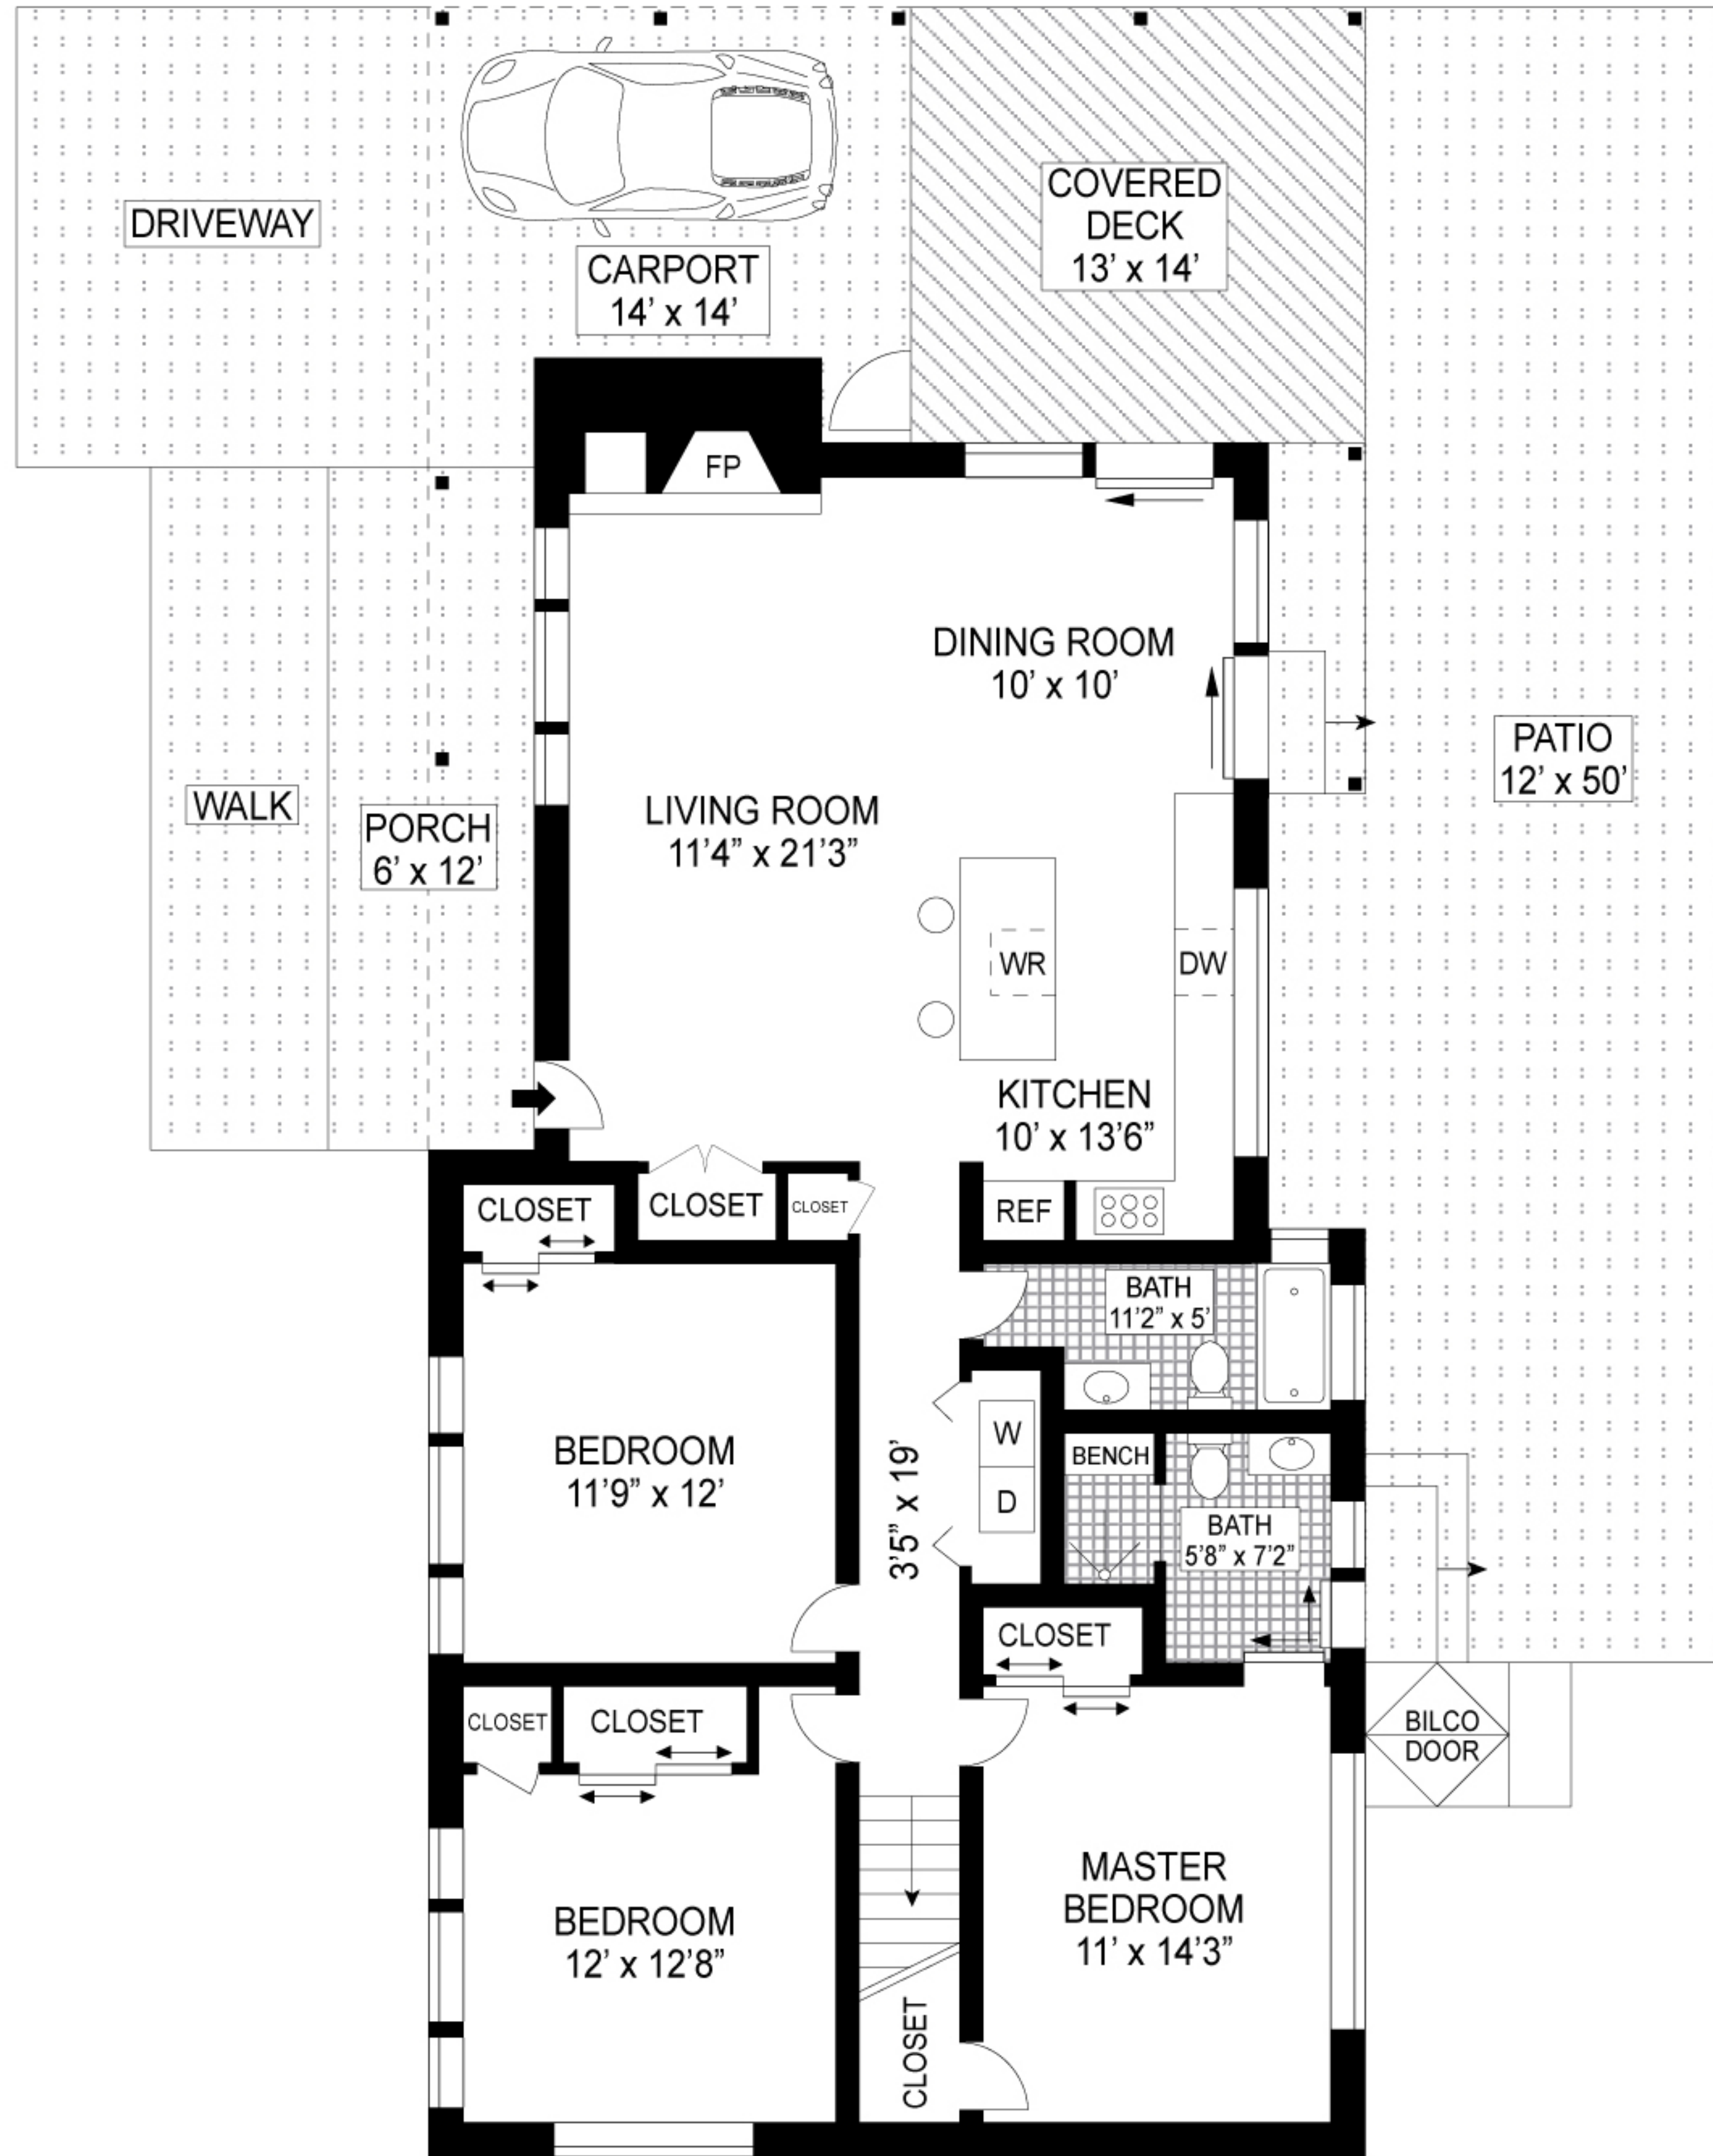 DRIVEWAY
CARPORT
14’ x 14’
COVERED
DECK
13’ x 14’
FP
DINING ROOM
10’ x 10’
PATIO
12’ x 50’
WALK
PORCH
6’ x 12’
LIVING ROOM
11’4” x 21’3”
WR
DW
KITCHEN
10’ x 13’6”
CLOSET
CLOSET
CLOSET
REF
BATH
11’2” x 5’
BEDROOM
11’9” x 12’
3’5” x 19’
W
D
BENCH
BATH
5’8” x 7’2”
CLOSET
CLOSET
CLOSET
BILCO
DOOR
BEDROOM
12’ x 12’8”
MASTER
BEDROOM
11’ x 14’3”
CLOSET